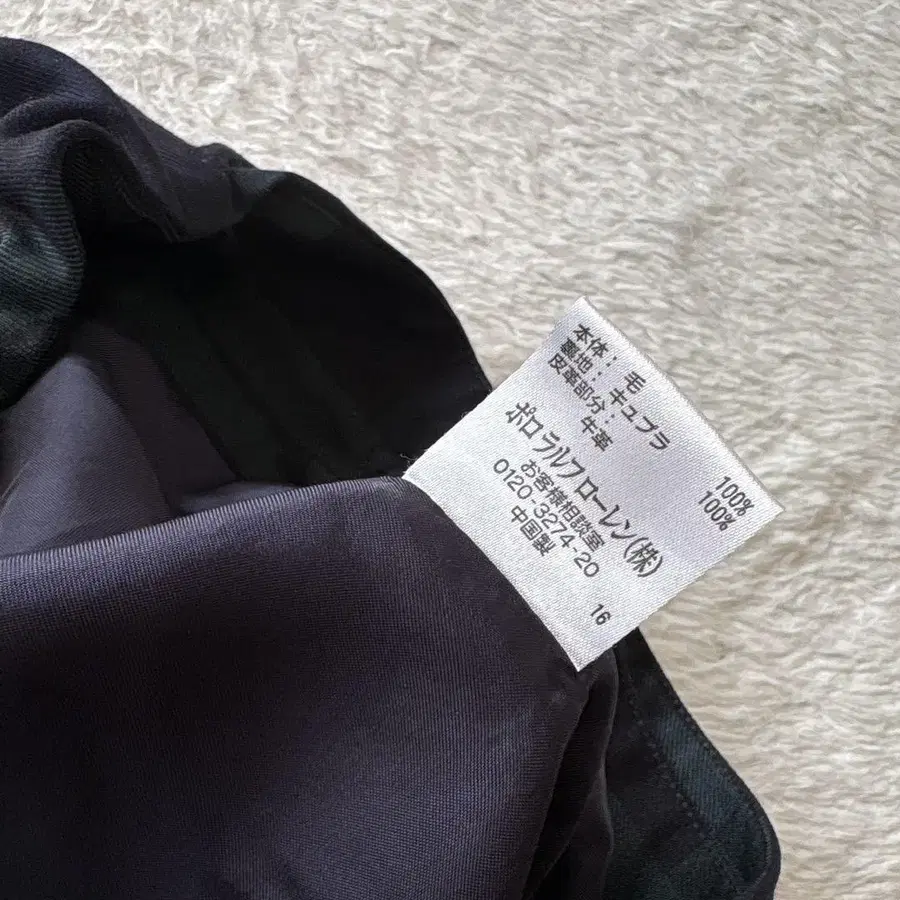 本体： 毛 100%
裏地： キュプラ 100%
皮革部分： 牛革
ポロ ラルフ ローレン(株)
お客様相談室
0120-3274-20
中国製
16